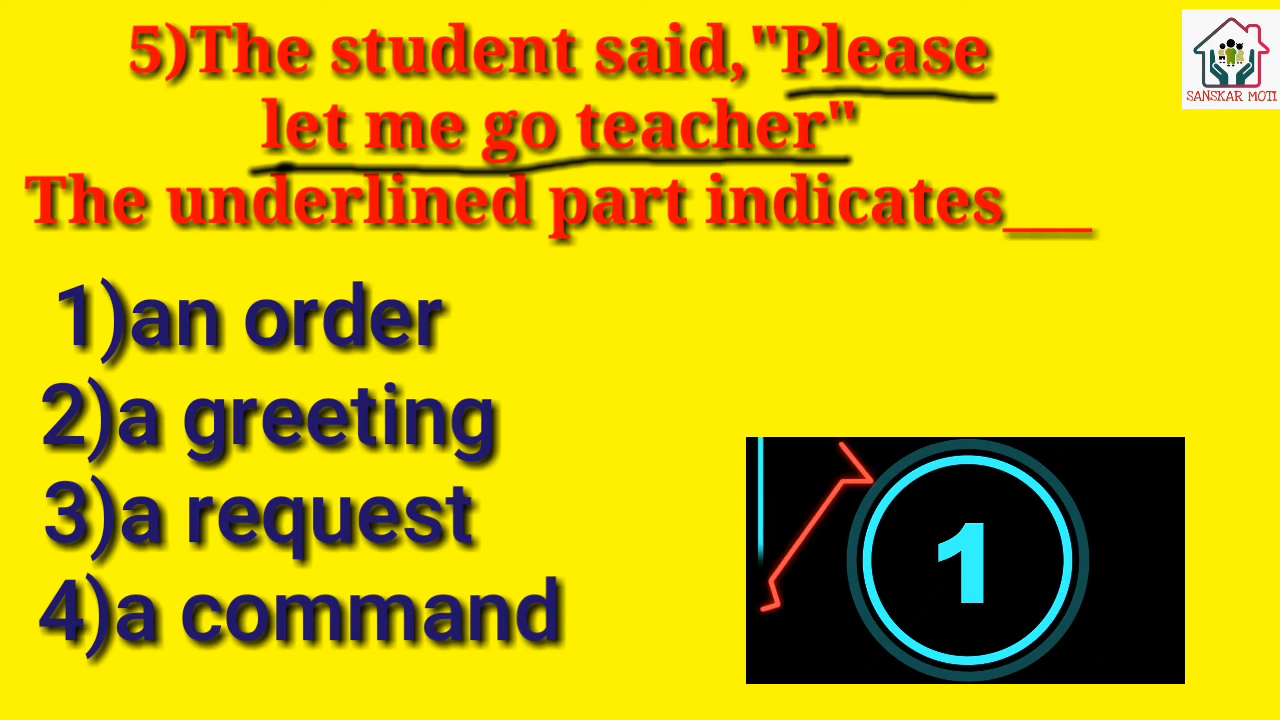 5)The student said,"Please
let me go teacher"
The underlined part indicates___
1)an order
2)a greeting
3)a request
4)a command
1
SANSKAR MOTI